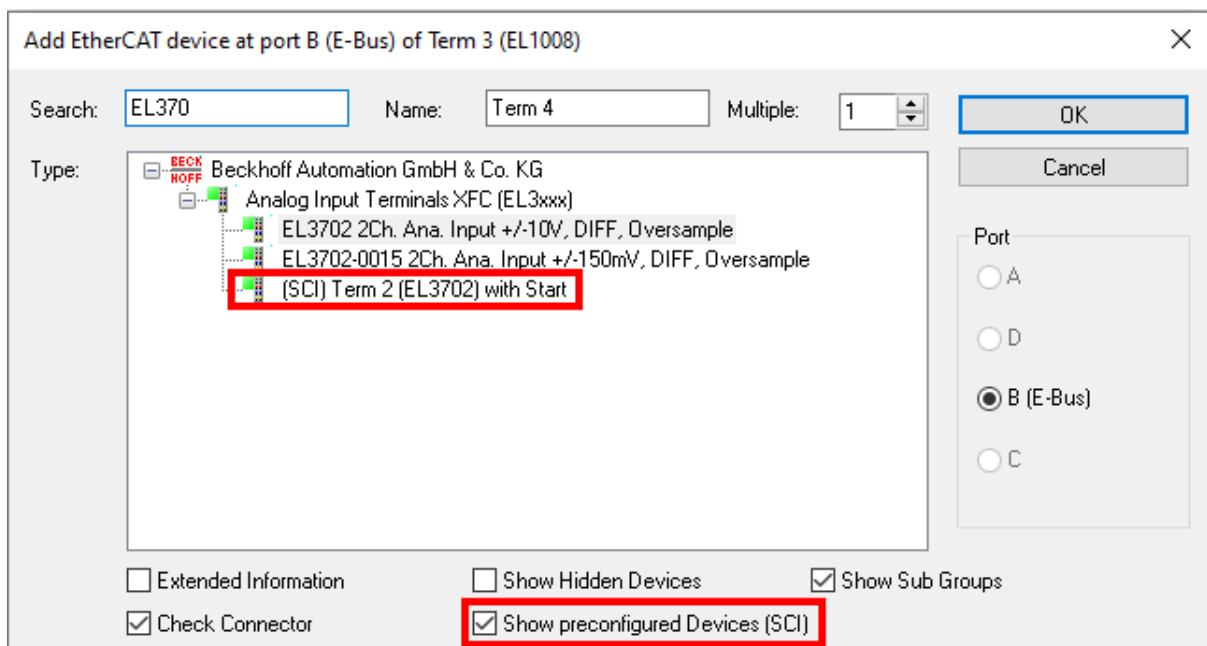 Add EtherCAT device at port B (E-Bus) of Term 3 (EL1008)
Search: EL370 Name: Term 4 Multiple: 1 OK
Type: BECKHOFF Beckhoff Automation GmbH & Co. KG Cancel
Analog Input Terminals XFC (EL3xxx)
EL3702 2Ch. Ana. Input +/-10V, DIFF, Oversample
EL3702-0015 2Ch. Ana. Input +/-150mV, DIFF, Oversample
(SCI) Term 2 (EL3702) with Start
Port
A
D
B (E-Bus)
C
Extended Information Show Hidden Devices Show Sub Groups
Check Connector Show preconfigured Devices (SCI)